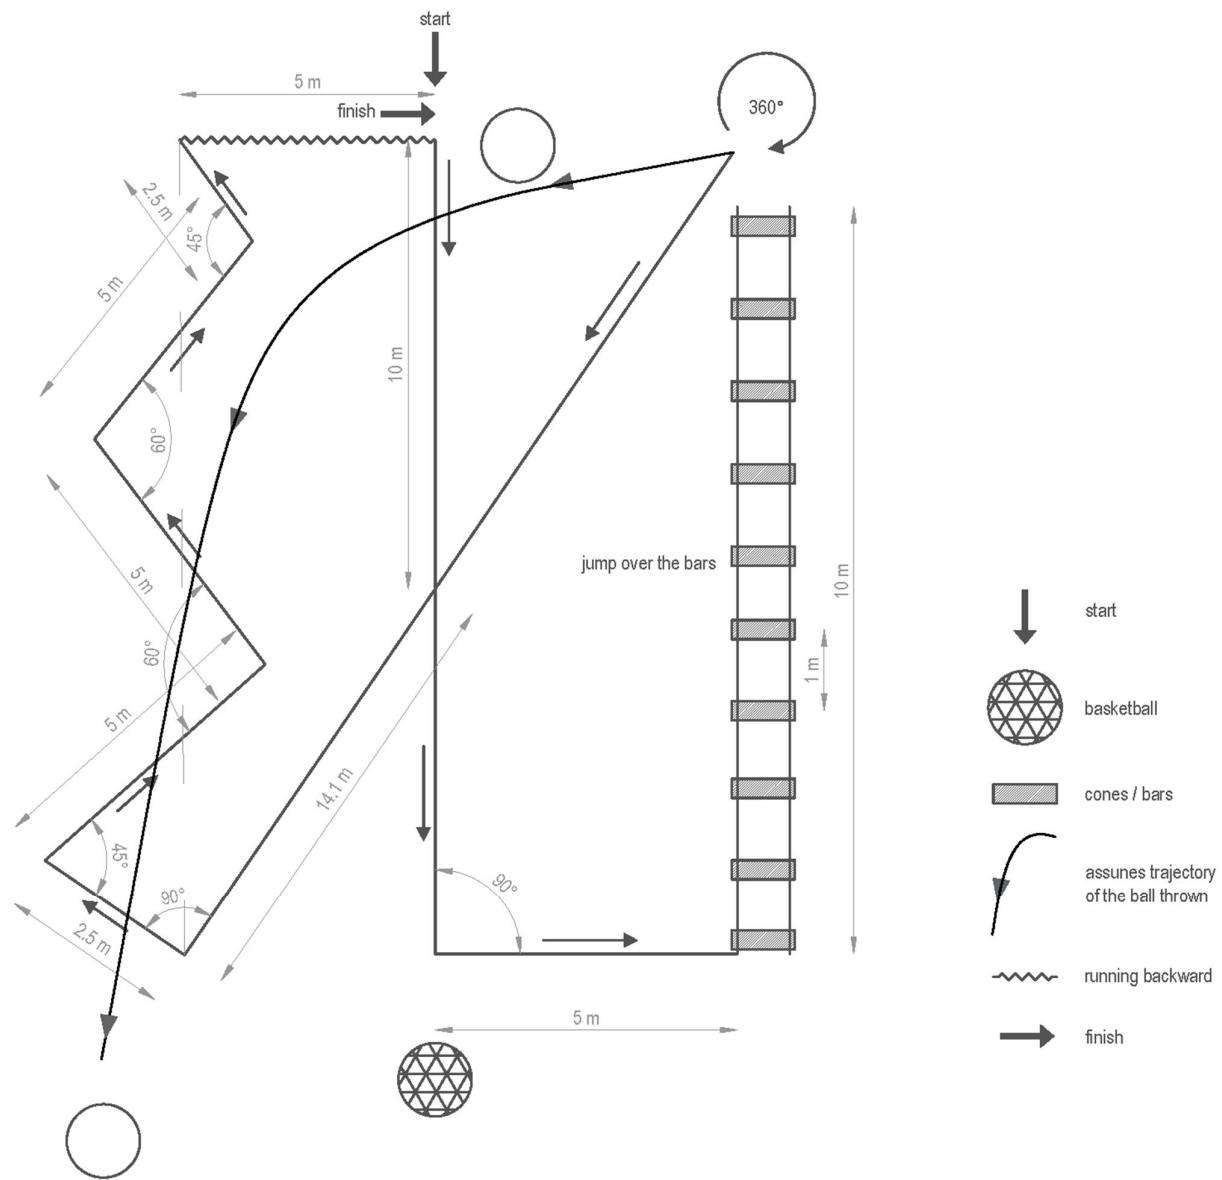 start
5 m
finish
360°
2.5 m
45°
5 m
10 m
60°
jump over the bars
5 m
10 m
60°
1 m
5 m
14.1 m
45°
90°
90°
2.5 m
5 m
start
basketball
cones / bars
assunes trajectory
of the ball thrown
running backward
finish